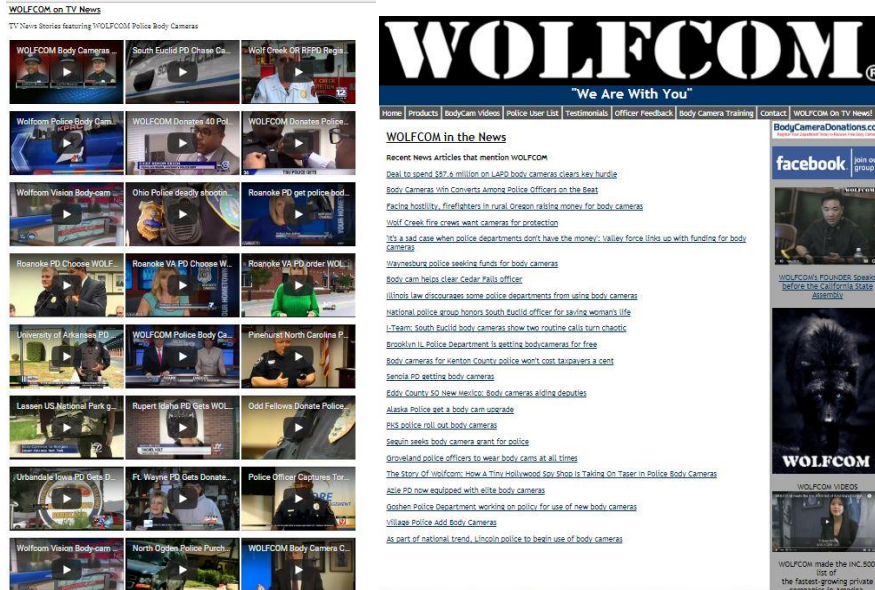 WOLFCOM on TV News
TV News Stories featuring WOLFCOM Police Body Cameras
WOLFCOM Body Cameras ...
South Euclid PD Chase Ca...
Wolf Creek OR RFPD Regis...
Wolfcom Police Body Cam...
WOLFCOM Donates 40 Pol...
WOLFCOM Donates Police...
Wolfcom Vision Body-cam ...
Ohio Police deadly shootin...
Roanoke PD get police bod...
Roanoke PD Choose WOLF...
Roanoke VA PD Choose W...
Roanoke VA PD order WOL...
University of Arkansas PD ...
WOLFCOM Police Body Ca...
Pinehurst North Carolina P...
Lassen US National Park g...
Rupert Idaho PD Gets WOL...
Odd Fellows Donate Police...
Urbandale Iowa PD Gets D...
Ft. Wayne PD Gets Donate...
Police Officer Captures Tor...
Wolfcom Vision Body-cam ...
North Ogden Police Purch...
WOLFCOM Body Camera C...
WOLFCOM®
"We Are With You"
Home Products BodyCam Videos Police User List Testimonials Officer Feedback Body Camera Training Contact WOLFCOM On TV News!
WOLFCOM in the News
Recent News Articles that mention WOLFCOM
Deal to spend $57.6 million on LAPD body cameras clears key hurdle
Body Cameras Win Converts Among Police Officers on the Beat
Facing hostility, firefighters in rural Oregon raising money for body cameras
Wolf Creek fire crews want cameras for protection
'It's a sad case when police departments don't have the money': Valley force links up with funding for body
cameras
Waynesburg police seeking funds for body cameras
Body cam helps clear Cedar Falls officer
Illinois law discourages some police departments from using body cameras
National police group honors South Euclid officer for saving woman's life
I-Team: South Euclid body cameras show two routine calls turn chaotic
Brooklyn IL Police Department is getting bodycameras for free
Body cameras for Kenton County police won't cost taxpayers a cent
Senoia PD getting body cameras
Eddy County SO New Mexico: Body cameras aiding deputies
Alaska Police get a body cam upgrade
PKS police roll out body cameras
Seguin seeks body camera grant for police
Groveland police officers to wear body cams at all times
The Story Of Wolfcom: How A Tiny Hollywood Spy Shop Is Taking On Taser In Police Body Cameras
Azle PD now equipped with elite body cameras
Goshen Police Department working on policy for use of new body cameras
Village Police Add Body Cameras
As part of national trend, Lincoln police to begin use of body cameras
BodyCameraDonations.co
facebook join ou
group
WOLFCOM's FOUNDER Speaks
before the California State
Assembly
WOLFCOM
WOLFCOM VIDEOS
WOLFCOM made the INC.500
list of
the fastest-growing private
companies in America